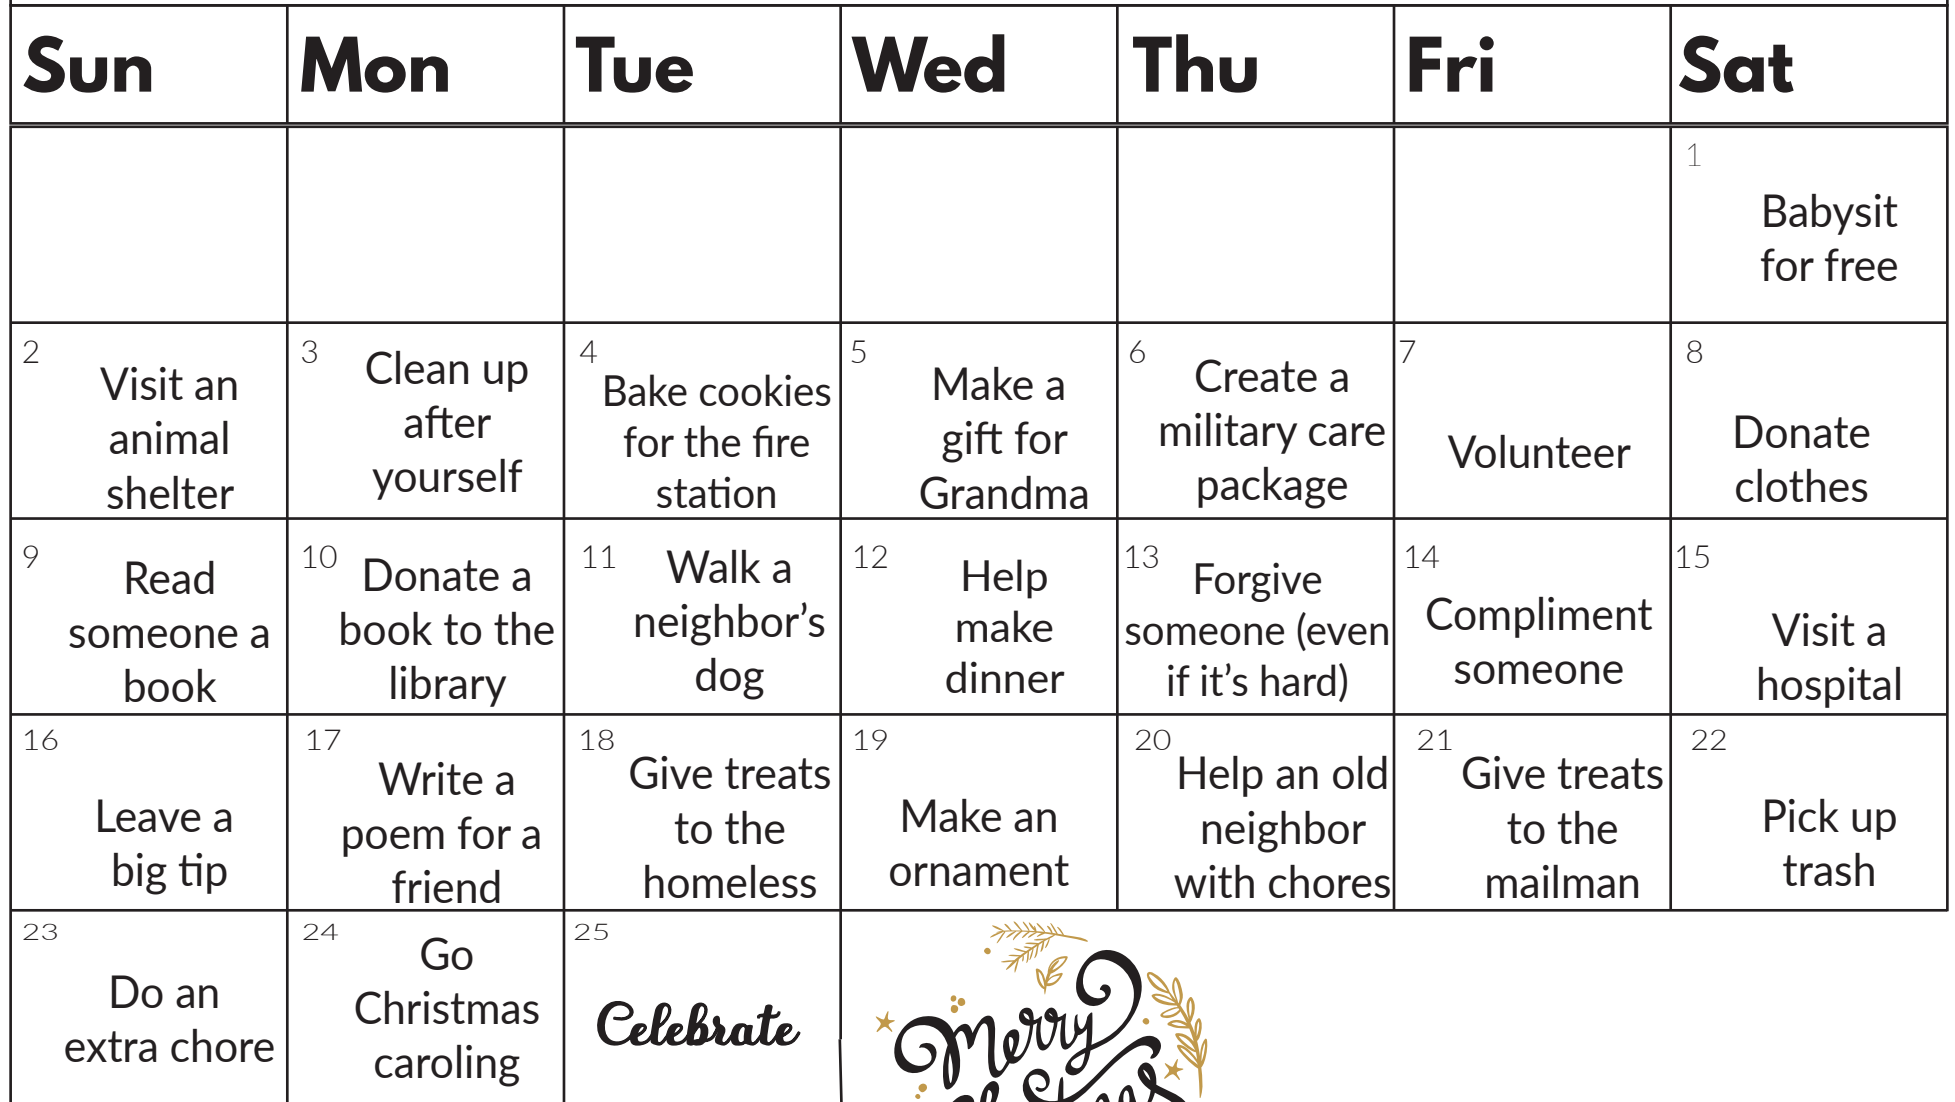 Sun Mon Tue Wed Thu Fri Sat
1
Babysit
for free
2
Visit an
animal
shelter
3
Clean up
after
yourself
4
Bake cookies
for the fire
station
5
Make a
gift for
Grandma
6
Create a
military care
package
7
Volunteer
8
Donate
clothes
9
Read
someone a
book
10
Donate a
book to the
library
11
Walk a
neighbor’s
dog
12
Help
make
dinner
13
Forgive
someone (even
if it’s hard)
14
Compliment
someone
15
Visit a
hospital
16
Leave a
big tip
17
Write a
poem for a
friend
18
Give treats
to the
homeless
19
Make an
ornament
20
Help an old
neighbor
with chores
21
Give treats
to the
mailman
22
Pick up
trash
23
Do an
extra chore
24
Go
Christmas
caroling
25
Celebrate
Merry